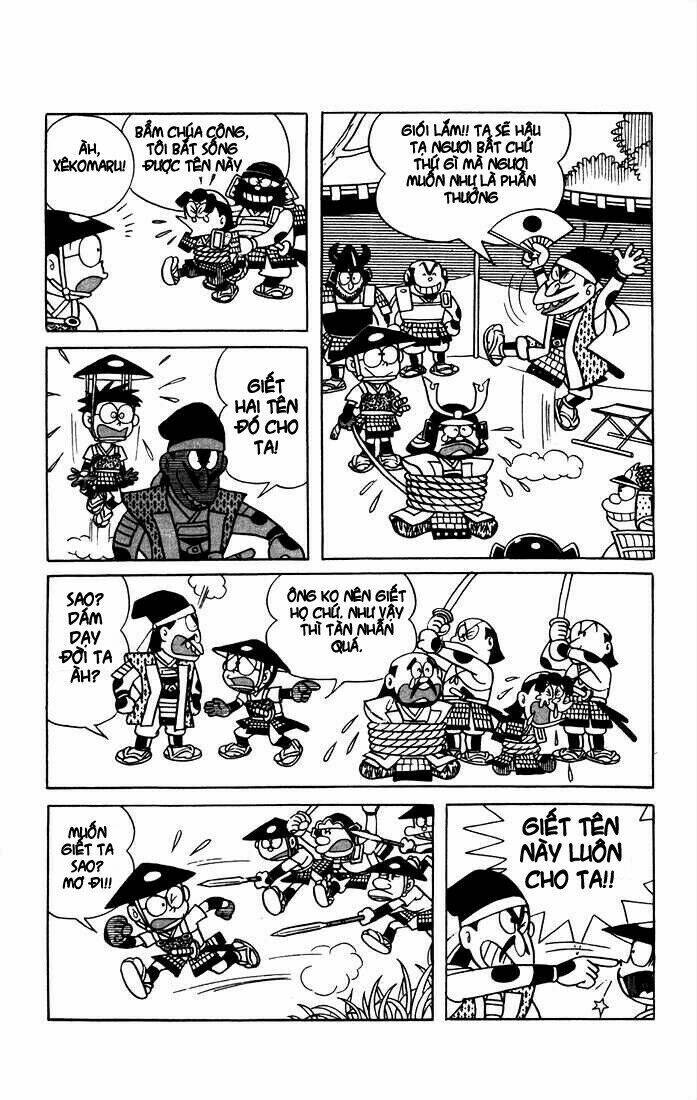 GIỎI LẮM!! TA SẼ HẬU
TẠ NGƯƠI BẤT CHỨ
THỨ GÌ MÀ NGƯƠI
MUỐN NHƯ LÀ PHẦN
THƯỞNG
BẨM CHÚA CÔNG,
TÔI BẮT SỐNG
ĐƯỢC TÊN NÀY
ÀH,
XÊKOMARU!
GIẾT
HAI TÊN
ĐÓ CHO
TA!
ÔNG KO NÊN GIẾT
HỌ CHỨ. NHƯ VẬY
THÌ TÀN NHẪN
QUÁ.
SAO?
DÁM
DẠY
ĐỜI TA
ÀH?
GIẾT TÊN
NÀY LUÔN
CHO TA!!
MUỐN
GIẾT TA
SAO?
MƠ ĐI!!